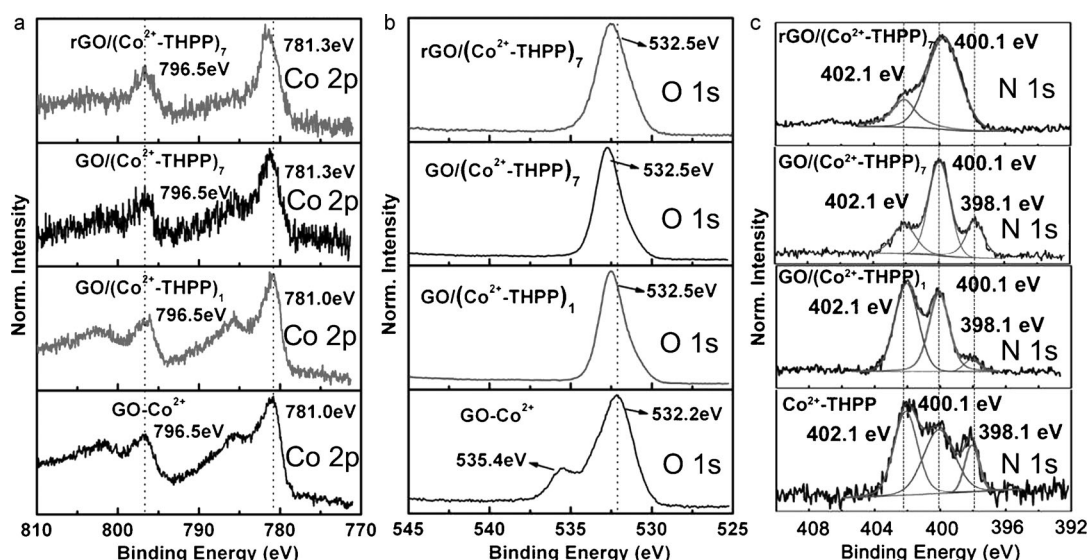 a
Norm. Intensity
rGO/(Co²⁺-THPP)₇
781.3eV
796.5eV
Co 2p
GO/(Co²⁺-THPP)₇
781.3eV
796.5eV
Co 2p
GO/(Co²⁺-THPP)₁
781.0eV
796.5eV
Co 2p
GO-Co²⁺
781.0eV
796.5eV
Co 2p
810 800 790 780 770
Binding Energy (eV)
b
Norm. Intensity
rGO/(Co²⁺-THPP)₇
532.5eV
O 1s
GO/(Co²⁺-THPP)₇
532.5eV
O 1s
GO/(Co²⁺-THPP)₁
532.5eV
O 1s
GO-Co²⁺
532.2eV
535.4eV
O 1s
545 540 535 530 525
Binding Energy (eV)
c
Norm. Intensity
rGO/(Co²⁺-THPP)₇
400.1 eV
402.1 eV
N 1s
GO/(Co²⁺-THPP)₇
400.1 eV
402.1 eV
398.1 eV
N 1s
GO/(Co²⁺-THPP)₁
400.1 eV
402.1 eV
398.1 eV
N 1s
Co²⁺-THPP
400.1 eV
402.1 eV
398.1 eV
N 1s
408 404 400 396 392
Binding Energy (eV)